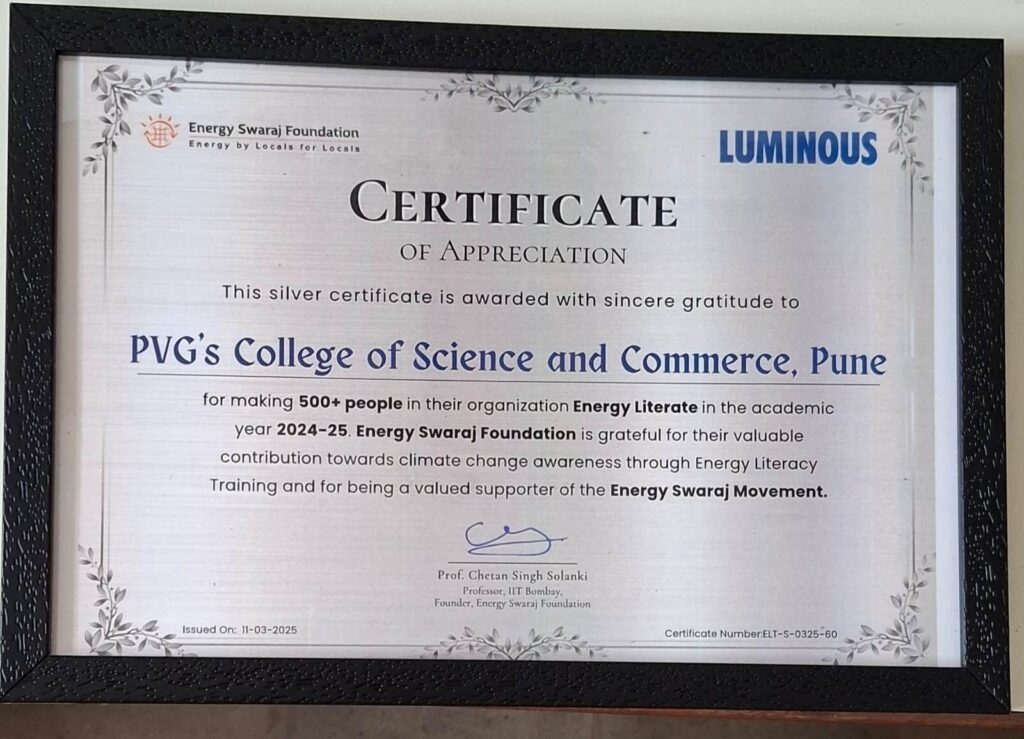 Energy Swaraj Foundation
Energy by Locals for Locals
LUMINOUS
CERTIFICATE
OF APPRECIATION
This silver certificate is awarded with sincere gratitude to
PVG's College of Science and Commerce, Pune
for making 500+ people in their organization Energy Literate in the academic
year 2024-25. Energy Swaraj Foundation is grateful for their valuable
contribution towards climate change awareness through Energy Literacy
Training and for being a valued supporter of the Energy Swaraj Movement.
Prof. Chetan Singh Solanki
Professor, IIT Bombay,
Founder, Energy Swaraj Foundation
Issued On: 11-03-2025
Certificate Number:ELT-S-0325-60